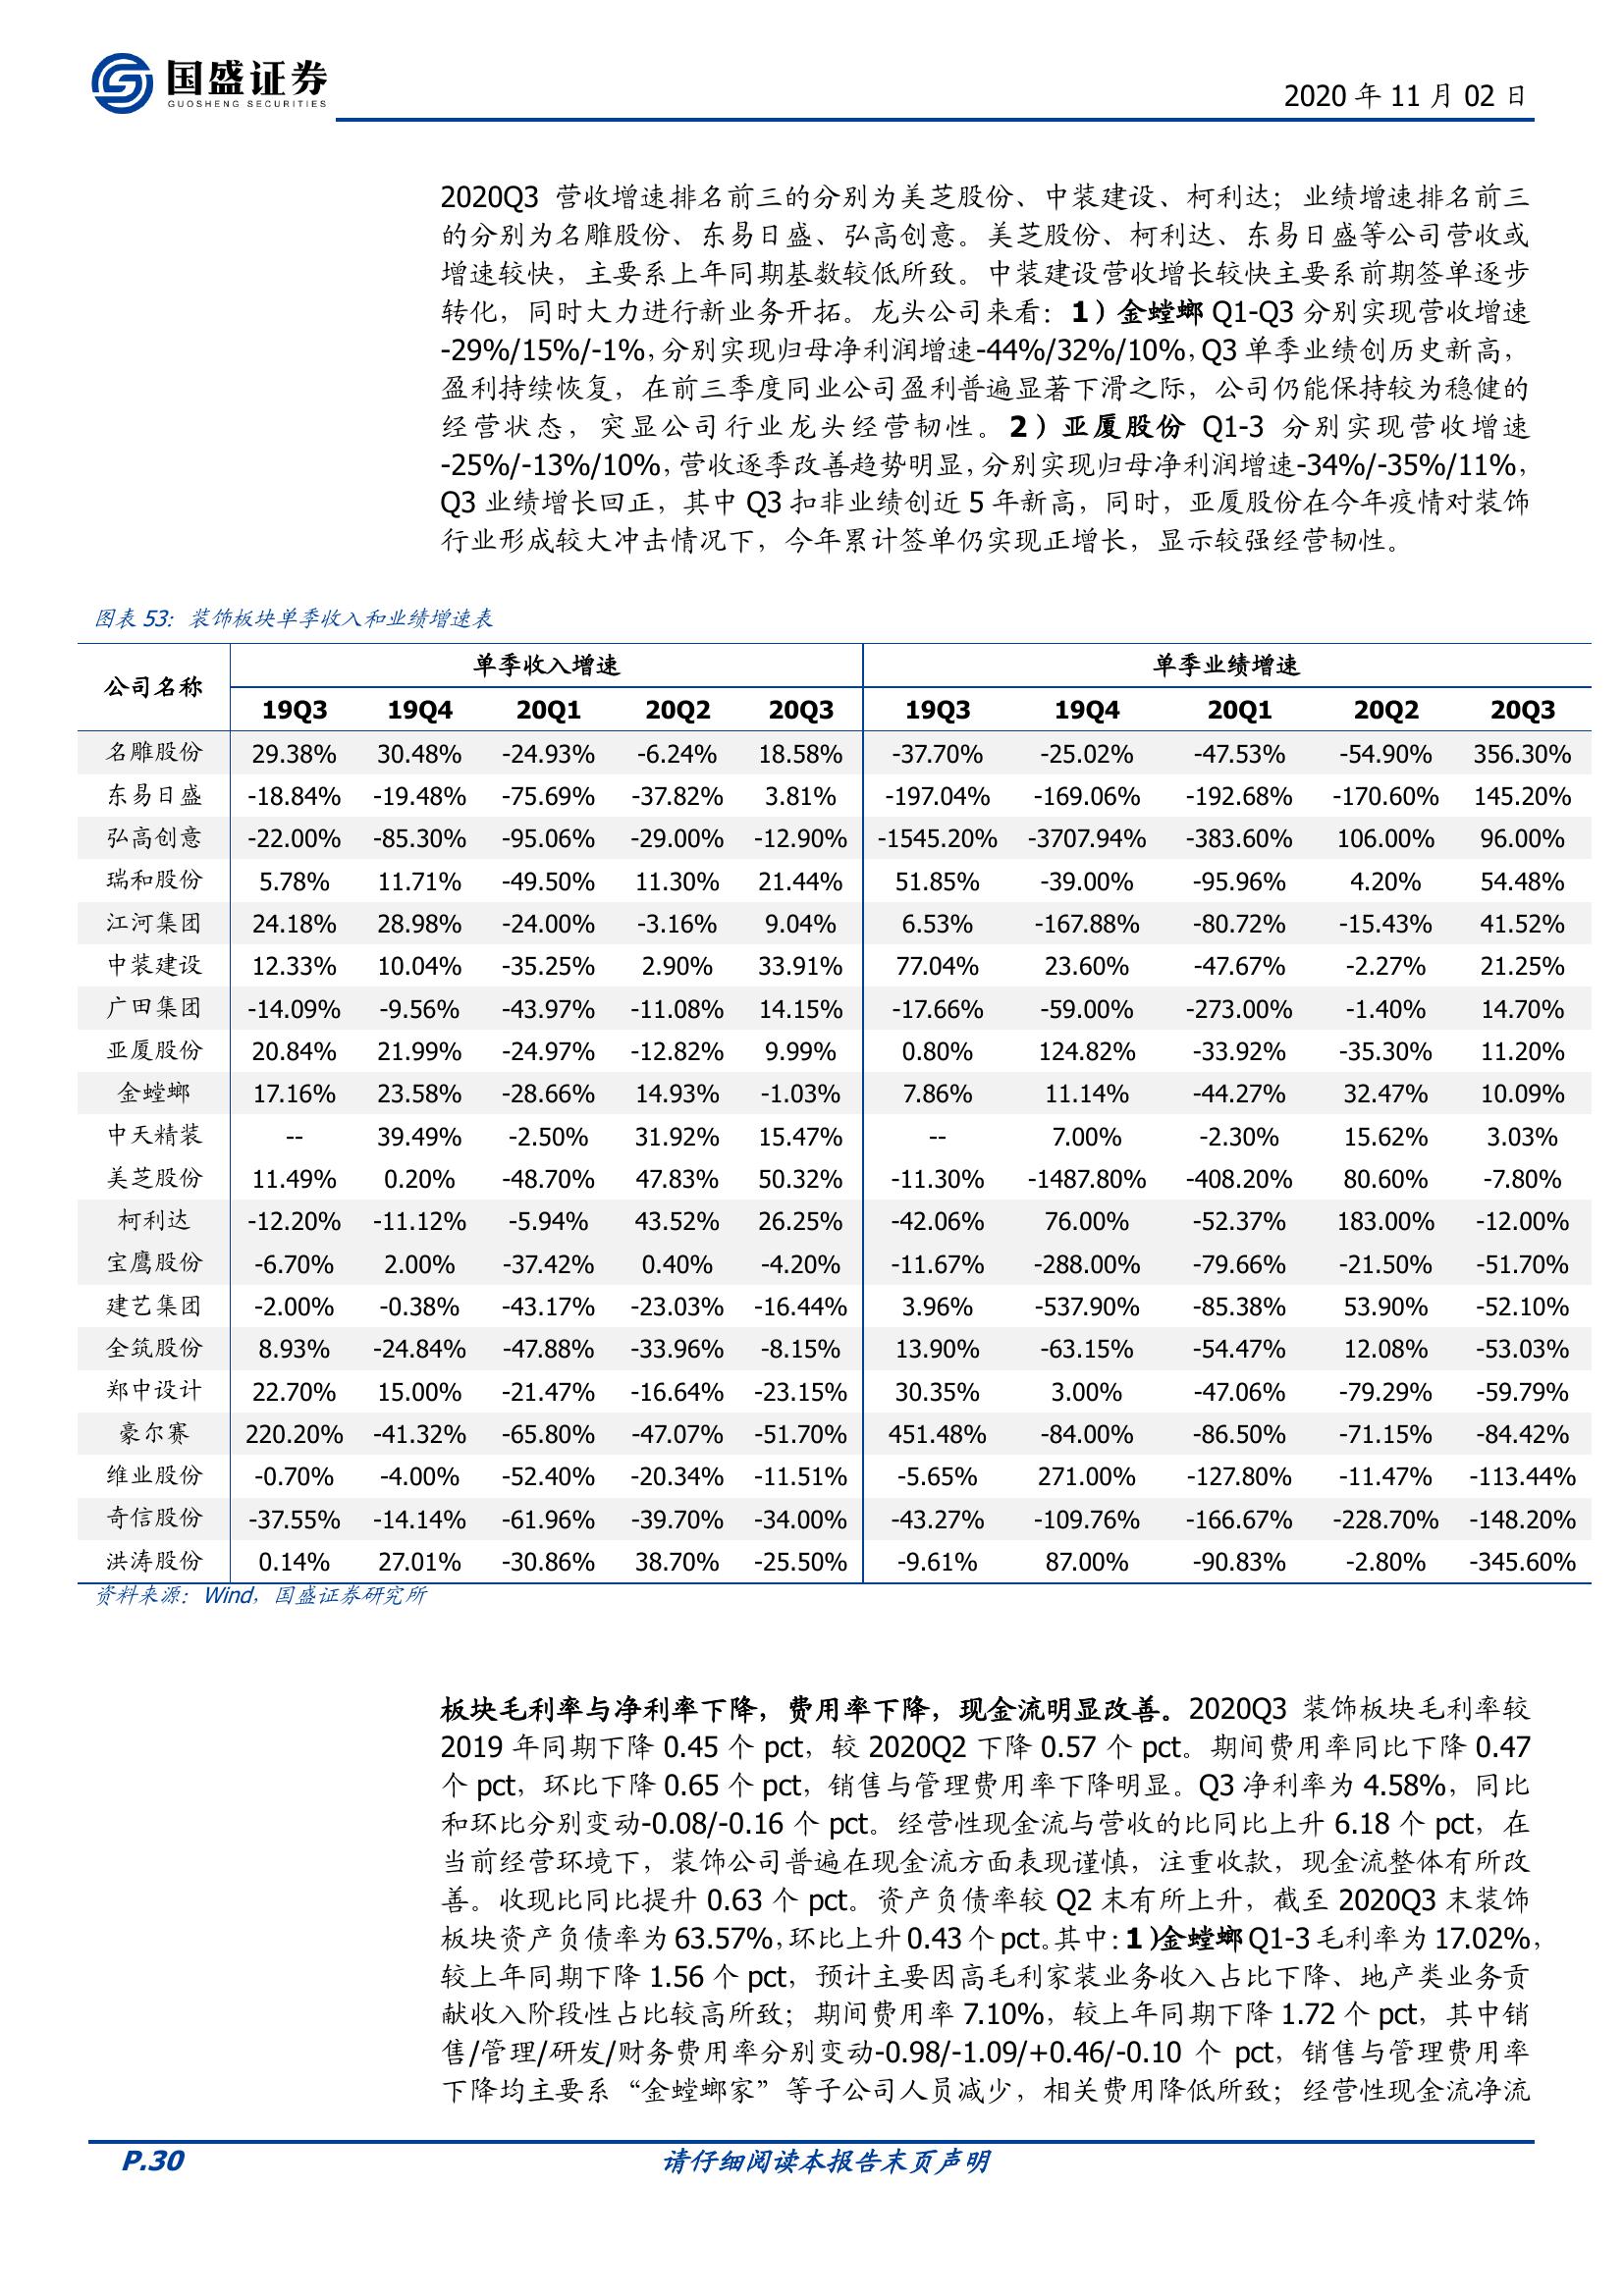 国盛证券
GUOSHENG SECURITIES
2020 年 11 月 02 日
2020Q3 营收增速排名前三的分别为美芝股份、中装建设、柯利达；业绩增速排名前三
的分别为名雕股份、东易日盛、弘高创意。美芝股份、柯利达、东易日盛等公司营收或
增速较快，主要系上年同期基数较低所致。中装建设营收增长较快主要系前期签单逐步
转化，同时大力进行新业务开拓。龙头公司来看：1）金螳螂 Q1-Q3 分别实现营收增速
-29%/15%/-1%，分别实现归母净利润增速-44%/32%/10%，Q3 单季业绩创历史新高，
盈利持续恢复，在前三季度同业公司盈利普遍显著下滑之际，公司仍能保持较为稳健的
经营状态，突显公司行业龙头经营韧性。2）亚厦股份 Q1-3 分别实现营收增速
-25%/-13%/10%，营收逐季改善趋势明显，分别实现归母净利润增速-34%/-35%/11%，
Q3 业绩增长回正，其中 Q3 扣非业绩创近 5 年新高，同时，亚厦股份在今年疫情对装饰
行业形成较大冲击情况下，今年累计签单仍实现正增长，显示较强经营韧性。
图表 53：装饰板块单季收入和业绩增速表
公司名称 单季收入增速 单季业绩增速
19Q3 19Q4 20Q1 20Q2 20Q3 19Q3 19Q4 20Q1 20Q2 20Q3
名雕股份 29.38% 30.48% -24.93% -6.24% 18.58% -37.70% -25.02% -47.53% -54.90% 356.30%
东易日盛 -18.84% -19.48% -75.69% -37.82% 3.81% -197.04% -169.06% -192.68% -170.60% 145.20%
弘高创意 -22.00% -85.30% -95.06% -29.00% -12.90% -1545.20% -3707.94% -383.60% 106.00% 96.00%
瑞和股份 5.78% 11.71% -49.50% 11.30% 21.44% 51.85% -39.00% -95.96% 4.20% 54.48%
江河集团 24.18% 28.98% -24.00% -3.16% 9.04% 6.53% -167.88% -80.72% -15.43% 41.52%
中装建设 12.33% 10.04% -35.25% 2.90% 33.91% 77.04% 23.60% -47.67% -2.27% 21.25%
广田集团 -14.09% -9.56% -43.97% -11.08% 14.15% -17.66% -59.00% -273.00% -1.40% 14.70%
亚厦股份 20.84% 21.99% -24.97% -12.82% 9.99% 0.80% 124.82% -33.92% -35.30% 11.20%
金螳螂 17.16% 23.58% -28.66% 14.93% -1.03% 7.86% 11.14% -44.27% 32.47% 10.09%
中天精装 -- 39.49% -2.50% 31.92% 15.47% -- 7.00% -2.30% 15.62% 3.03%
美芝股份 11.49% 0.20% -48.70% 47.83% 50.32% -11.30% -1487.80% -408.20% 80.60% -7.80%
柯利达 -12.20% -11.12% -5.94% 43.52% 26.25% -42.06% 76.00% -52.37% 183.00% -12.00%
宝鹰股份 -6.70% 2.00% -37.42% 0.40% -4.20% -11.67% -288.00% -79.66% -21.50% -51.70%
建艺集团 -2.00% -0.38% -43.17% -23.03% -16.44% 3.96% -537.90% -85.38% 53.90% -52.10%
全筑股份 8.93% -24.84% -47.88% -33.96% -8.15% 13.90% -63.15% -54.47% 12.08% -53.03%
郑中设计 22.70% 15.00% -21.47% -16.64% -23.15% 30.35% 3.00% -47.06% -79.29% -59.79%
豪尔赛 220.20% -41.32% -65.80% -47.07% -51.70% 451.48% -84.00% -86.50% -71.15% -84.42%
维业股份 -0.70% -4.00% -52.40% -20.34% -11.51% -5.65% 271.00% -127.80% -11.47% -113.44%
奇信股份 -37.55% -14.14% -61.96% -39.70% -34.00% -43.27% -109.76% -166.67% -228.70% -148.20%
洪涛股份 0.14% 27.01% -30.86% 38.70% -25.50% -9.61% 87.00% -90.83% -2.80% -345.60%
资料来源：Wind，国盛证券研究所
板块毛利率与净利率下降，费用率下降，现金流明显改善。2020Q3 装饰板块毛利率较
2019 年同期下降 0.45 个 pct，较 2020Q2 下降 0.57 个 pct。期间费用率同比下降 0.47
个 pct，环比下降 0.65 个 pct，销售与管理费用率下降明显。Q3 净利率为 4.58%，同比
和环比分别变动-0.08/-0.16 个 pct。经营性现金流与营收的比同比上升 6.18 个 pct，在
当前经营环境下，装饰公司普遍在现金流方面表现谨慎，注重收款，现金流整体有所改
善。收现比同比提升 0.63 个 pct。资产负债率较 Q2 末有所上升，截至 2020Q3 末装饰
板块资产负债率为 63.57%，环比上升 0.43 个 pct。其中：1）金螳螂 Q1-3 毛利率为 17.02%，
较上年同期下降 1.56 个 pct，预计主要因高毛利家装业务收入占比下降、地产类业务贡
献收入阶段性占比较高所致；期间费用率 7.10%，较上年同期下降 1.72 个 pct，其中销
售/管理/研发/财务费用率分别变动-0.98/-1.09/+0.46/-0.10 个 pct，销售与管理费用率
下降均主要系“金螳螂家”等子公司人员减少，相关费用降低所致；经营性现金流净流
P.30 请仔细阅读本报告末页声明